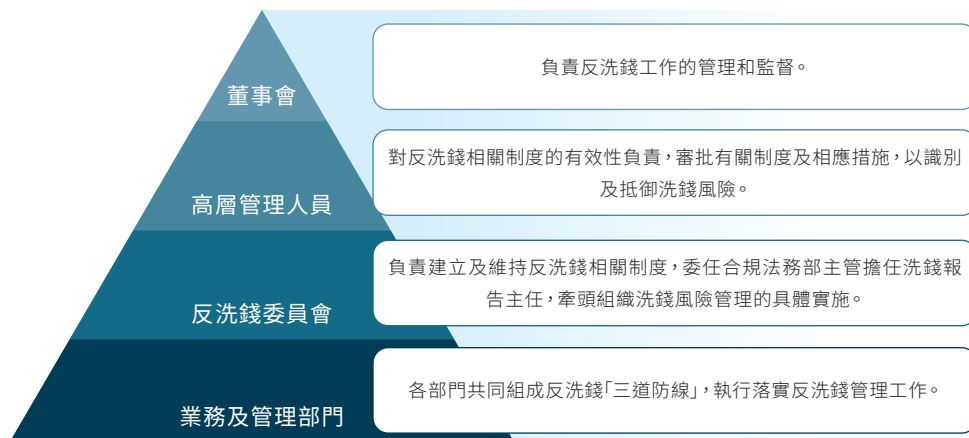 董事會
負責反洗錢工作的管理和監督。
高層管理人員
對反洗錢相關制度的有效性負責，審批有關制度及相應措施，以識別
及抵御洗錢風險。
反洗錢委員會
負責建立及維持反洗錢相關制度，委任合規法務部主管擔任洗錢報
告主任，牽頭組織洗錢風險管理的具體實施。
業務及管理部門
各部門共同組成反洗錢「三道防線」，執行落實反洗錢管理工作。